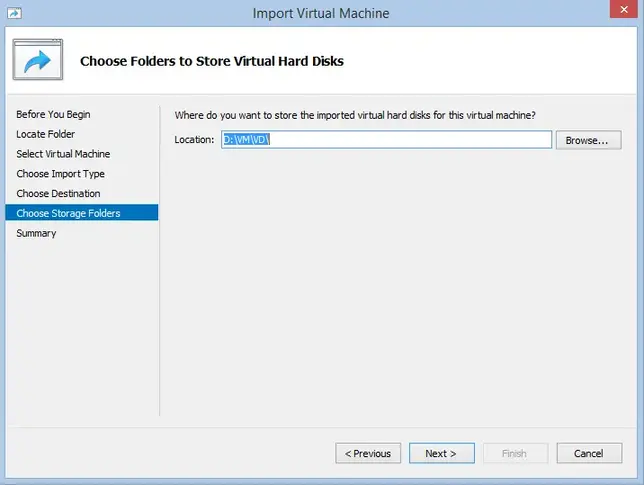 Import Virtual Machine
Choose Folders to Store Virtual Hard Disks
Before You Begin
Locate Folder
Select Virtual Machine
Choose Import Type
Choose Destination
Choose Storage Folders
Summary
Where do you want to store the imported virtual hard disks for this virtual machine?
Location: D:\VM\VD\ Browse...
< Previous Next > Finish Cancel